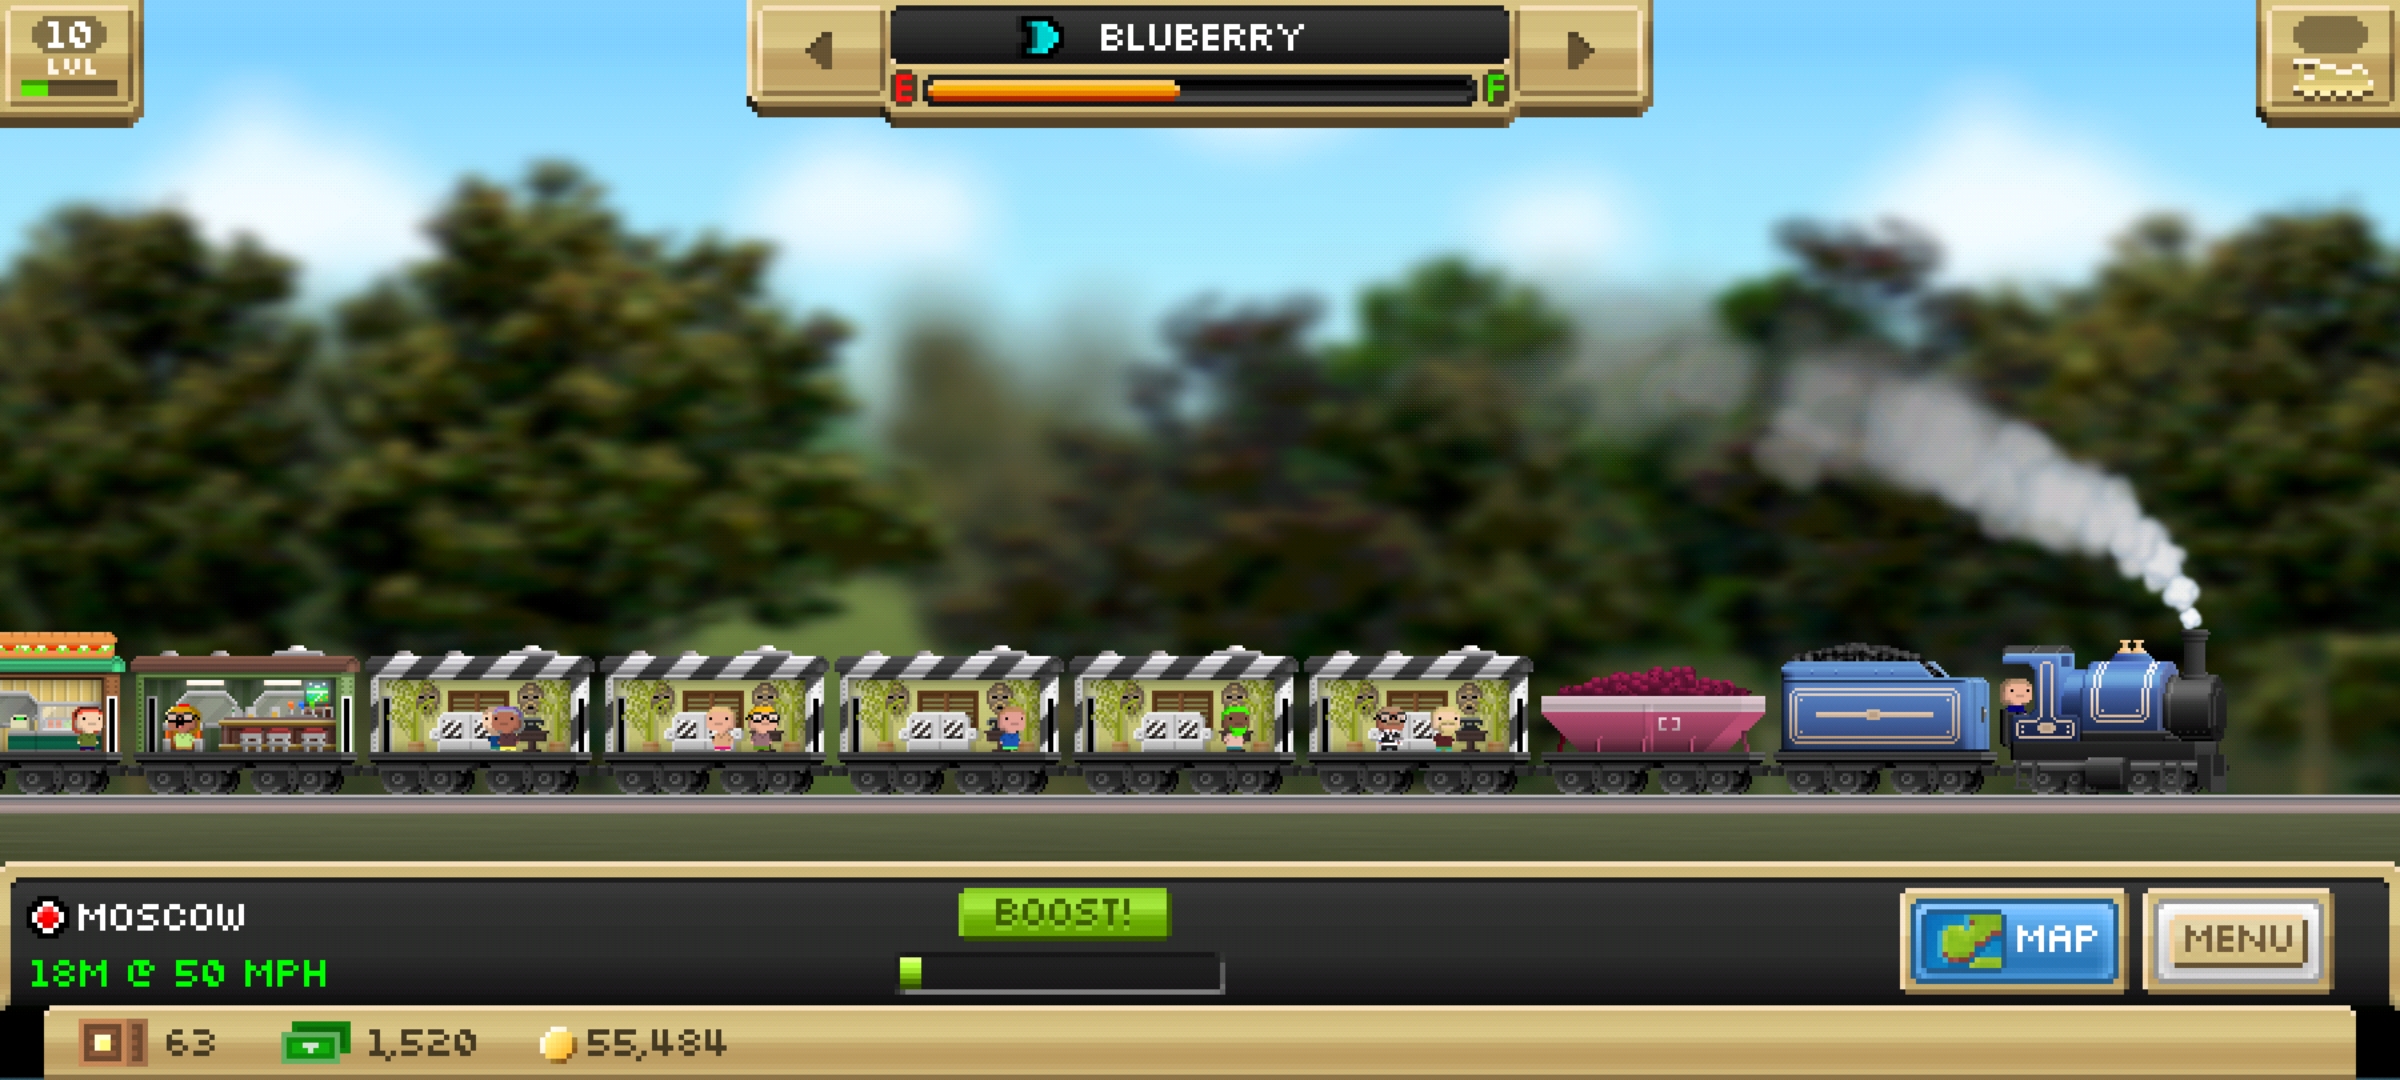 10
LVL
BLUBERRY
E F
MOSCOW
18M @ 50 MPH
BOOST!
MAP
MENU
63
1,520
55,484